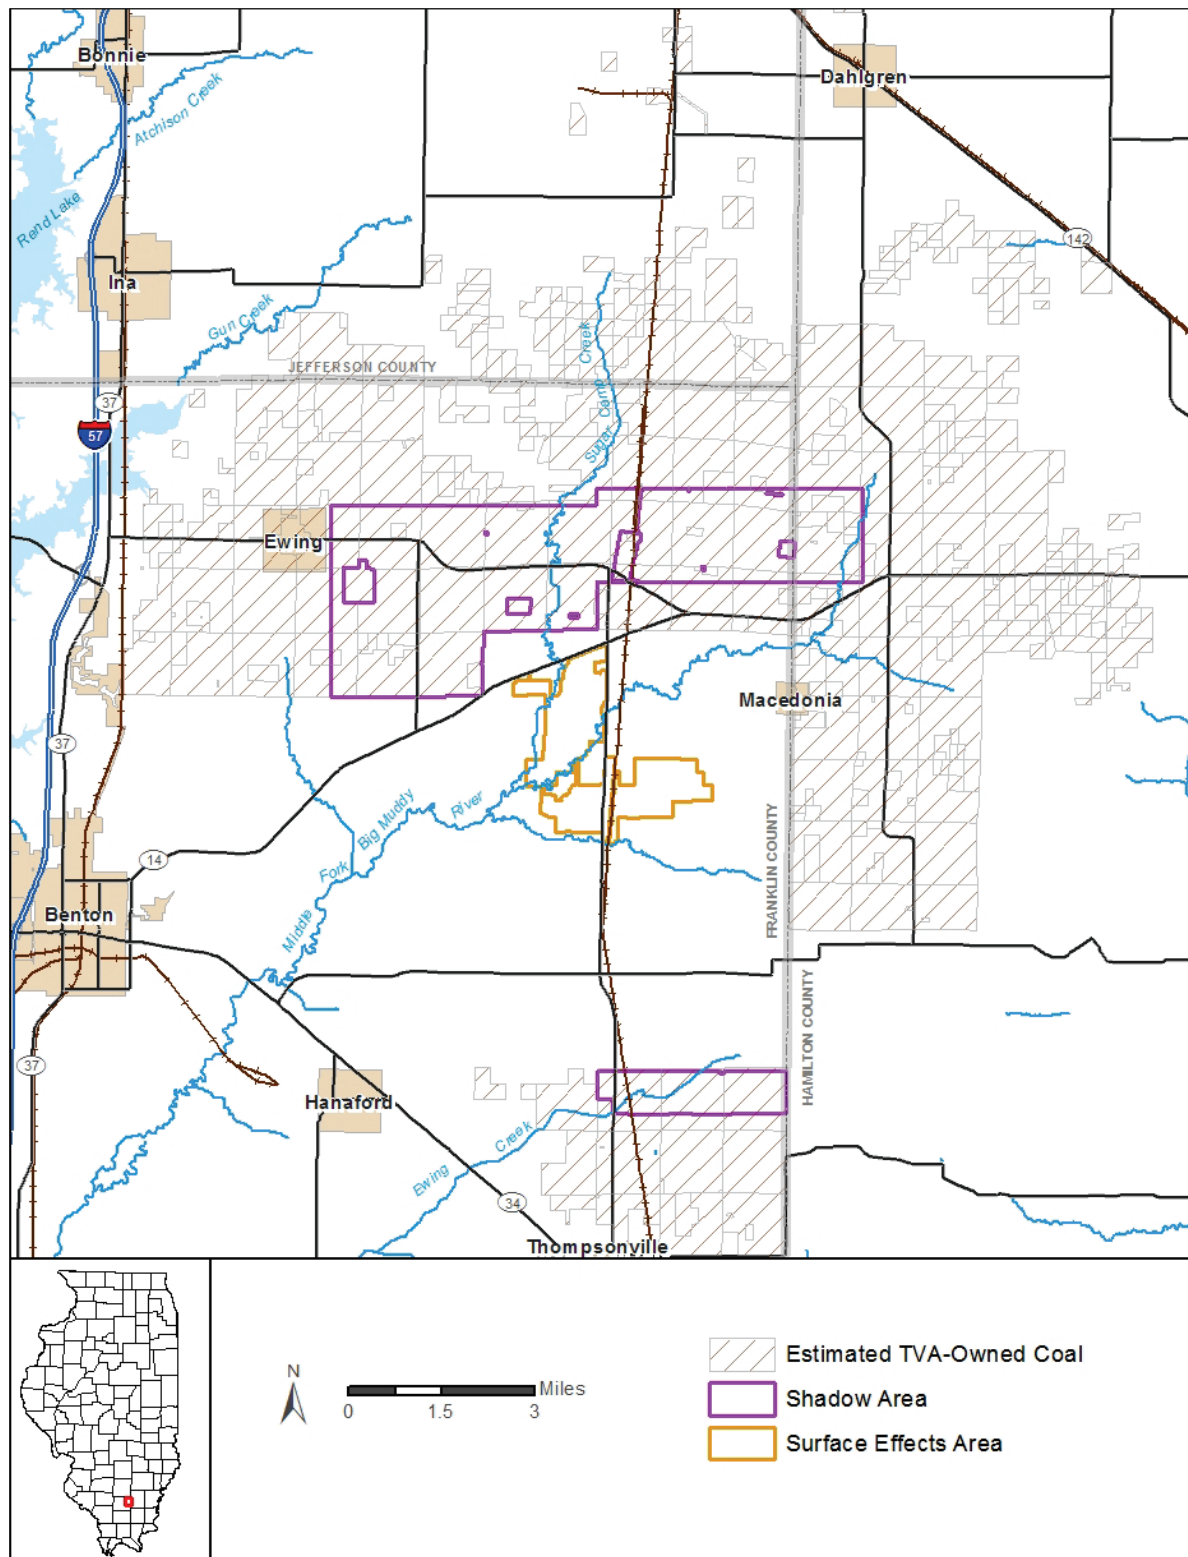 Bonnie
Dahlgren
Atchison Creek
Rend Lake
142
Ina
Gun Creek
JEFFERSON COUNTY
Sugar Camp Creek
37
57
Ewing
Macedonia
37
Middle Fork Big Muddy River
14
Benton
FRANKLIN COUNTY
HAMILTON COUNTY
37
Hanaford
Ewing Creek
34
Thompsonville
N
Miles
0 1.5 3
Estimated TVA-Owned Coal
Shadow Area
Surface Effects Area